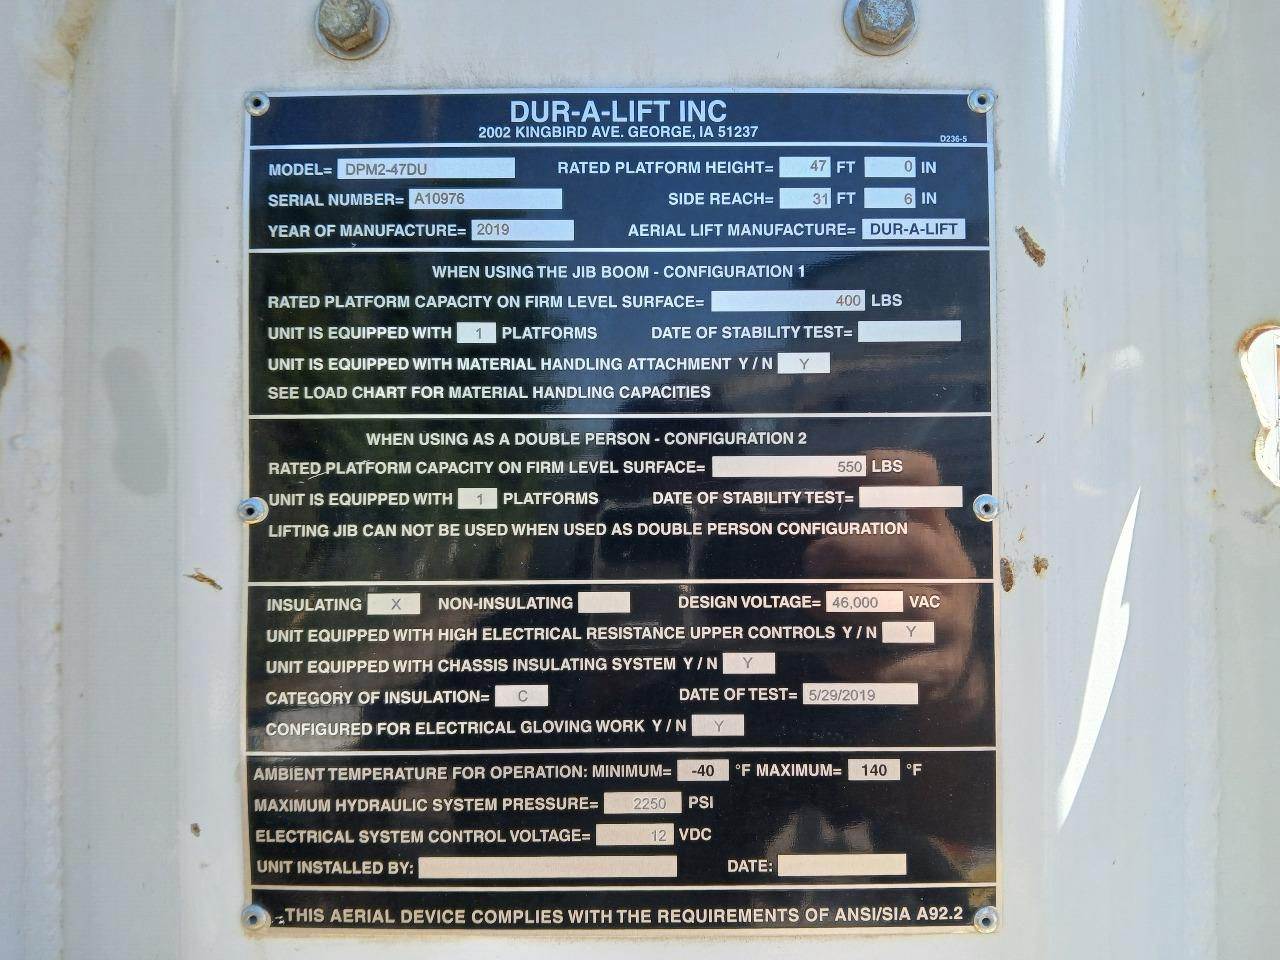 DUR-A-LIFT INC
2002 KINGBIRD AVE. GEORGE, IA 51237
D236-5
MODEL= DPM2-47DU RATED PLATFORM HEIGHT= 47 FT 0 IN
SERIAL NUMBER= A10976 SIDE REACH= 31 FT 6 IN
YEAR OF MANUFACTURE= 2019 AERIAL LIFT MANUFACTURE= DUR-A-LIFT
WHEN USING THE JIB BOOM - CONFIGURATION 1
RATED PLATFORM CAPACITY ON FIRM LEVEL SURFACE= 400 LBS
UNIT IS EQUIPPED WITH 1 PLATFORMS DATE OF STABILITY TEST=
UNIT IS EQUIPPED WITH MATERIAL HANDLING ATTACHMENT Y / N Y
SEE LOAD CHART FOR MATERIAL HANDLING CAPACITIES
WHEN USING AS A DOUBLE PERSON - CONFIGURATION 2
RATED PLATFORM CAPACITY ON FIRM LEVEL SURFACE= 550 LBS
UNIT IS EQUIPPED WITH 1 PLATFORMS DATE OF STABILITY TEST=
LIFTING JIB CAN NOT BE USED WHEN USED AS DOUBLE PERSON CONFIGURATION
INSULATING X NON-INSULATING DESIGN VOLTAGE= 46,000 VAC
UNIT EQUIPPED WITH HIGH ELECTRICAL RESISTANCE UPPER CONTROLS Y / N Y
UNIT EQUIPPED WITH CHASSIS INSULATING SYSTEM Y / N Y
CATEGORY OF INSULATION= C DATE OF TEST= 5/29/2019
CONFIGURED FOR ELECTRICAL GLOVING WORK Y / N Y
AMBIENT TEMPERATURE FOR OPERATION: MINIMUM= -40 °F MAXIMUM= 140 °F
MAXIMUM HYDRAULIC SYSTEM PRESSURE= 2250 PSI
ELECTRICAL SYSTEM CONTROL VOLTAGE= 12 VDC
UNIT INSTALLED BY: DATE:
THIS AERIAL DEVICE COMPLIES WITH THE REQUIREMENTS OF ANSI/SIA A92.2